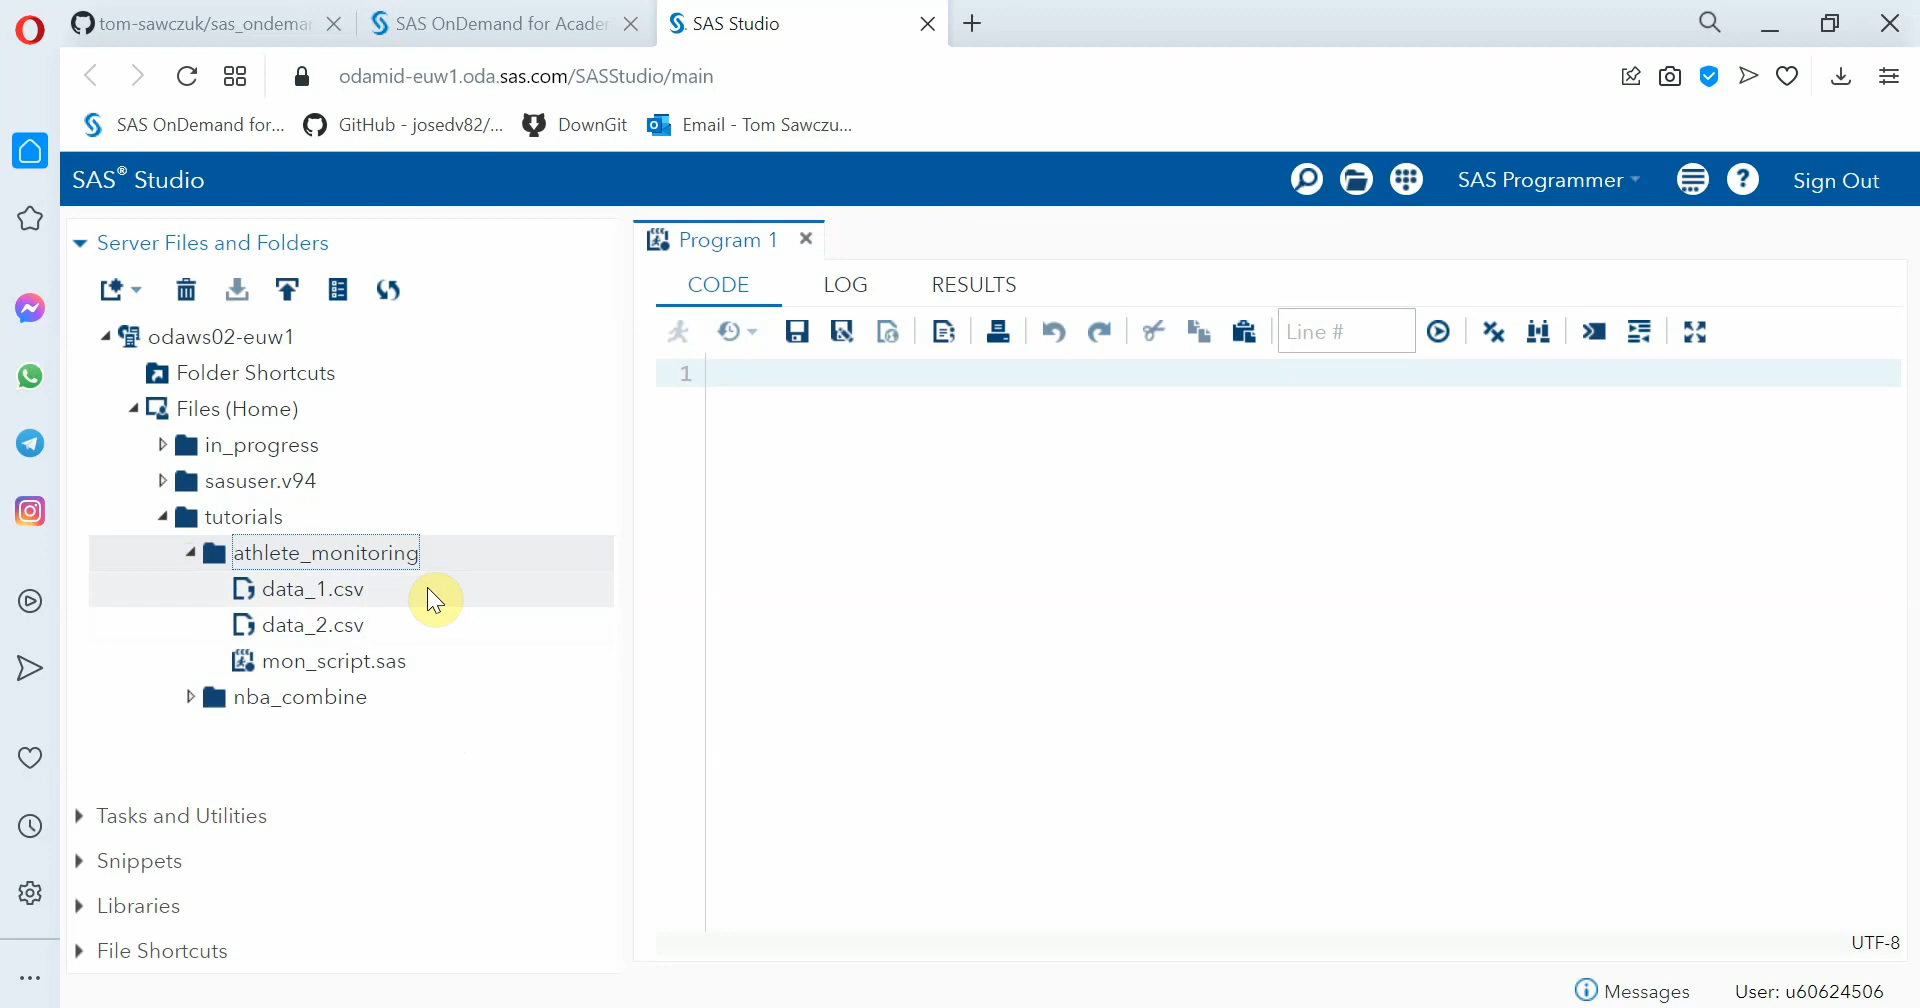 tom-sawczuk/sas_ondema
SAS OnDemand for Acade
SAS Studio
odamid-euw1.oda.sas.com/SASStudio/main
SAS OnDemand for...
GitHub - josedv82/...
DownGit
Email - Tom Sawczu...
SAS® Studio
SAS Programmer
Sign Out
Server Files and Folders
odaws02-euw1
Folder Shortcuts
Files (Home)
in_progress
sasuser.v94
tutorials
athlete_monitoring
data_1.csv
data_2.csv
mon_script.sas
nba_combine
Tasks and Utilities
Snippets
Libraries
File Shortcuts
Program 1
CODE
LOG
RESULTS
Line #
1
UTF-8
Messages
User: u60624506